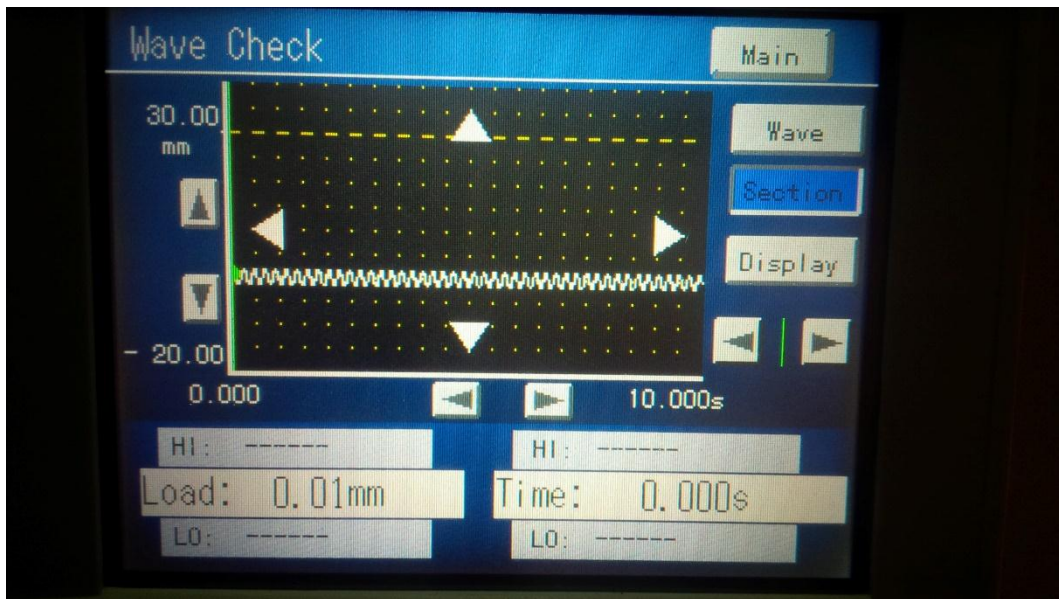 Wave Check
Main
30.00
mm
Wave
Section
Display
- 20.00
0.000
10.000s
HI: ------
HI: ------
Load: 0.01mm
Time: 0.000s
LO: ------
LO: ------